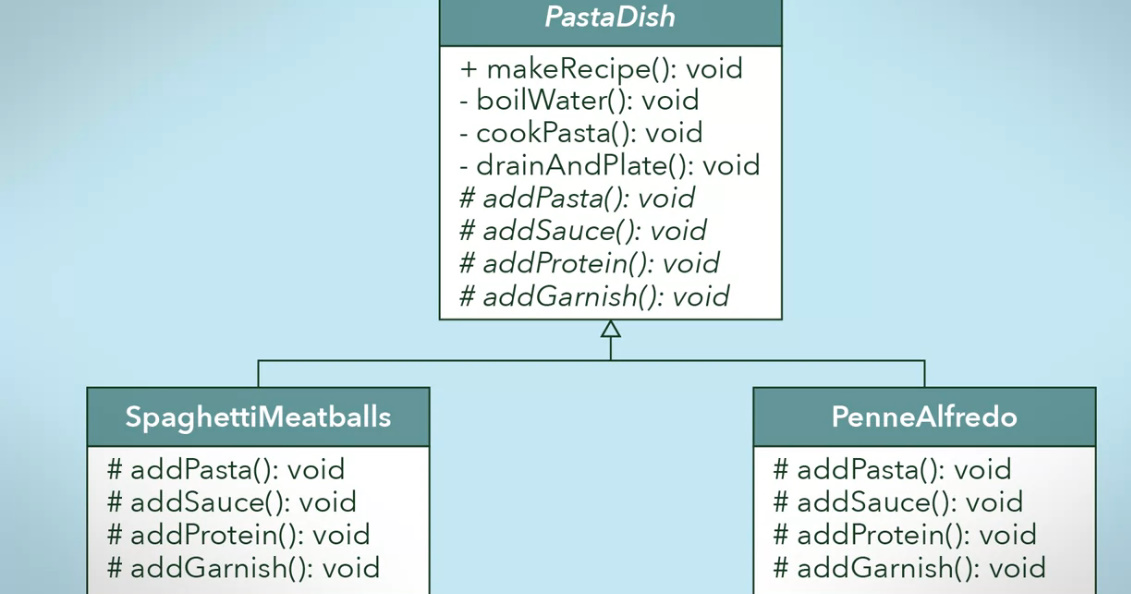 PastaDish
+ makeRecipe(): void
- boilWater(): void
- cookPasta(): void
- drainAndPlate(): void
# addPasta(): void
# addSauce(): void
# addProtein(): void
# addGarnish(): void
SpaghettiMeatballs
# addPasta(): void
# addSauce(): void
# addProtein(): void
# addGarnish(): void
PenneAlfredo
# addPasta(): void
# addSauce(): void
# addProtein(): void
# addGarnish(): void